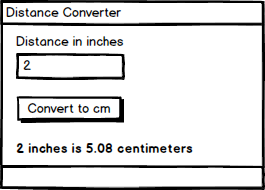 Distance Converter
Distance in inches
2
Convert to cm
2 inches is 5.08 centimeters